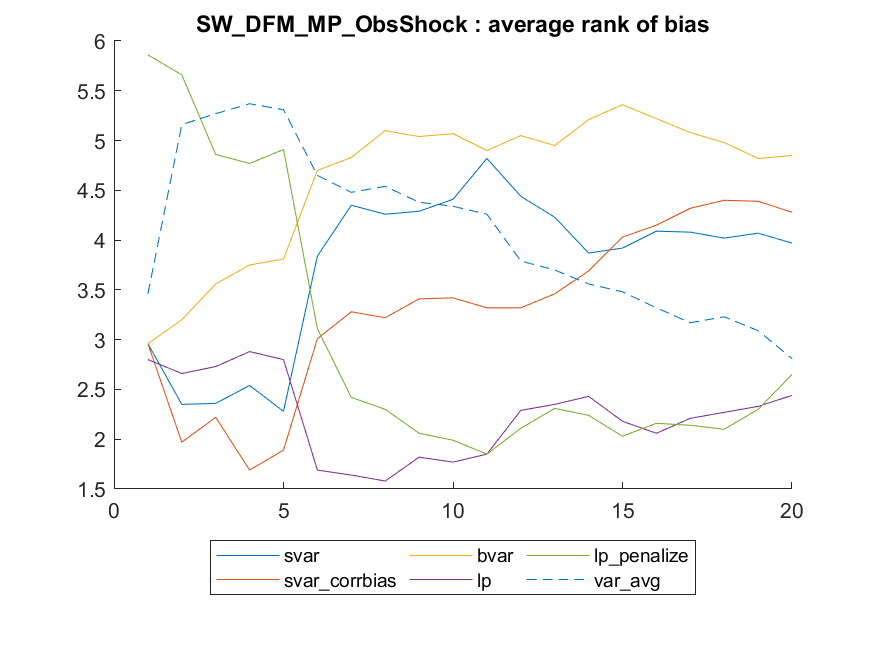 SW_DFM_MP_ObsShock : average rank of bias
6
5.5
5
4.5
4
3.5
3
2.5
2
1.5
0 5 10 15 20
svar bvar lp_penalize
svar_corrbias lp var_avg